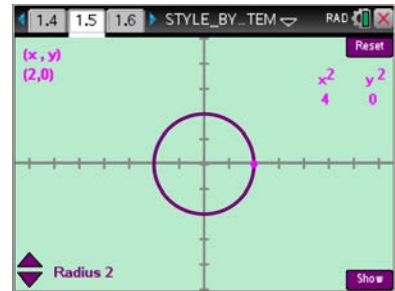 1.4 1.5 1.6 STYLE_BY...TEM RAD
Reset
(x, y)
(2,0)
x² y²
4 0
Radius 2
Show